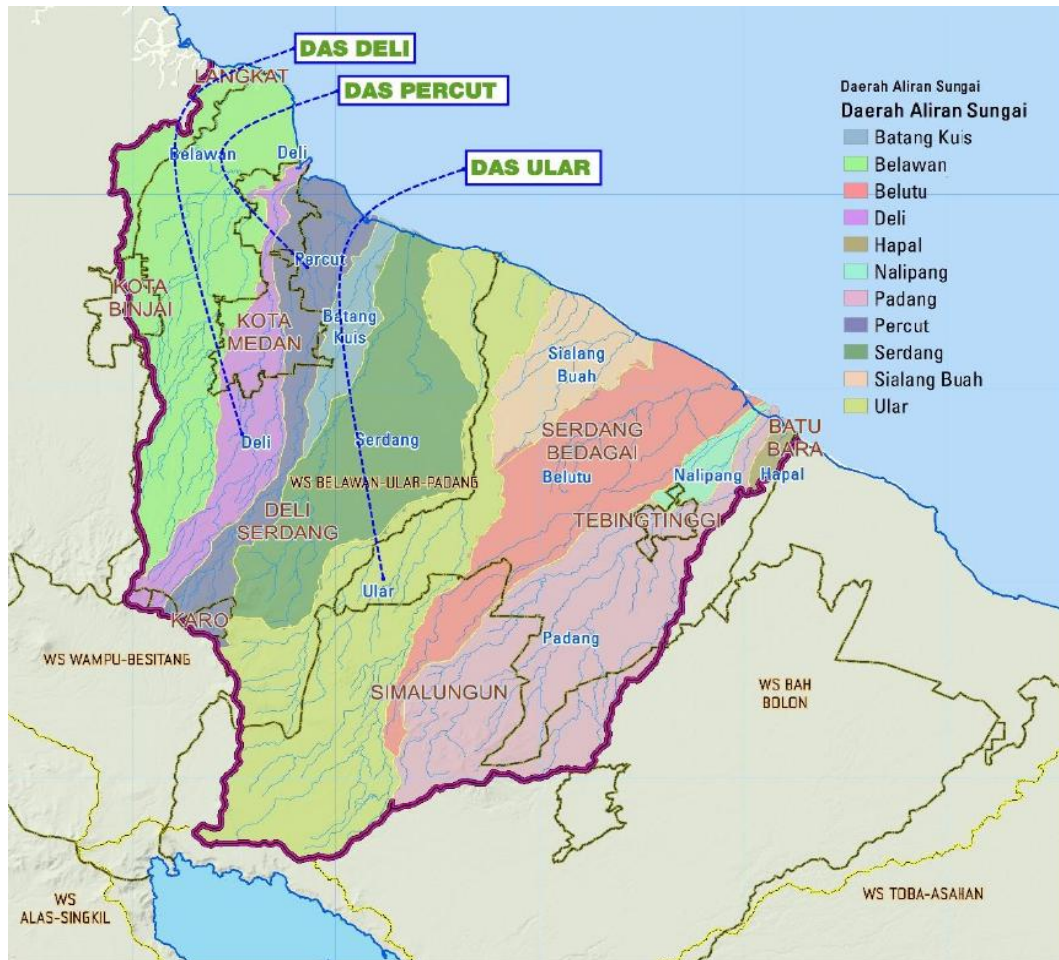 DAS DELI
LANGKAT
DAS PERCUT
Belawan
Deli
DAS ULAR
Daerah Aliran Sungai
Daerah Aliran Sungai
Batang Kuis
Belawan
Belutu
Deli
Hapal
Nalipang
Padang
Percut
Serdang
Sialang Buah
Ular
Percut
KOTA
BINJAI
KOTA
MEDAN
Batang
Kuis
Sialang
Buah
Deli
Serdang
SERDANG
BEDAGAI
BATU
BARA
WS BELAWAN-ULAR-PADANG
Belutu
Nalipang
Hapal
DELI
SERDANG
TEBINGTINGGI
Ular
KARO
Padang
WS WAMPU-BESITANG
SIMALUNGUN
WS BAH
BOLON
WS
ALAS-SINGKIL
WS TOBA-ASAHAN